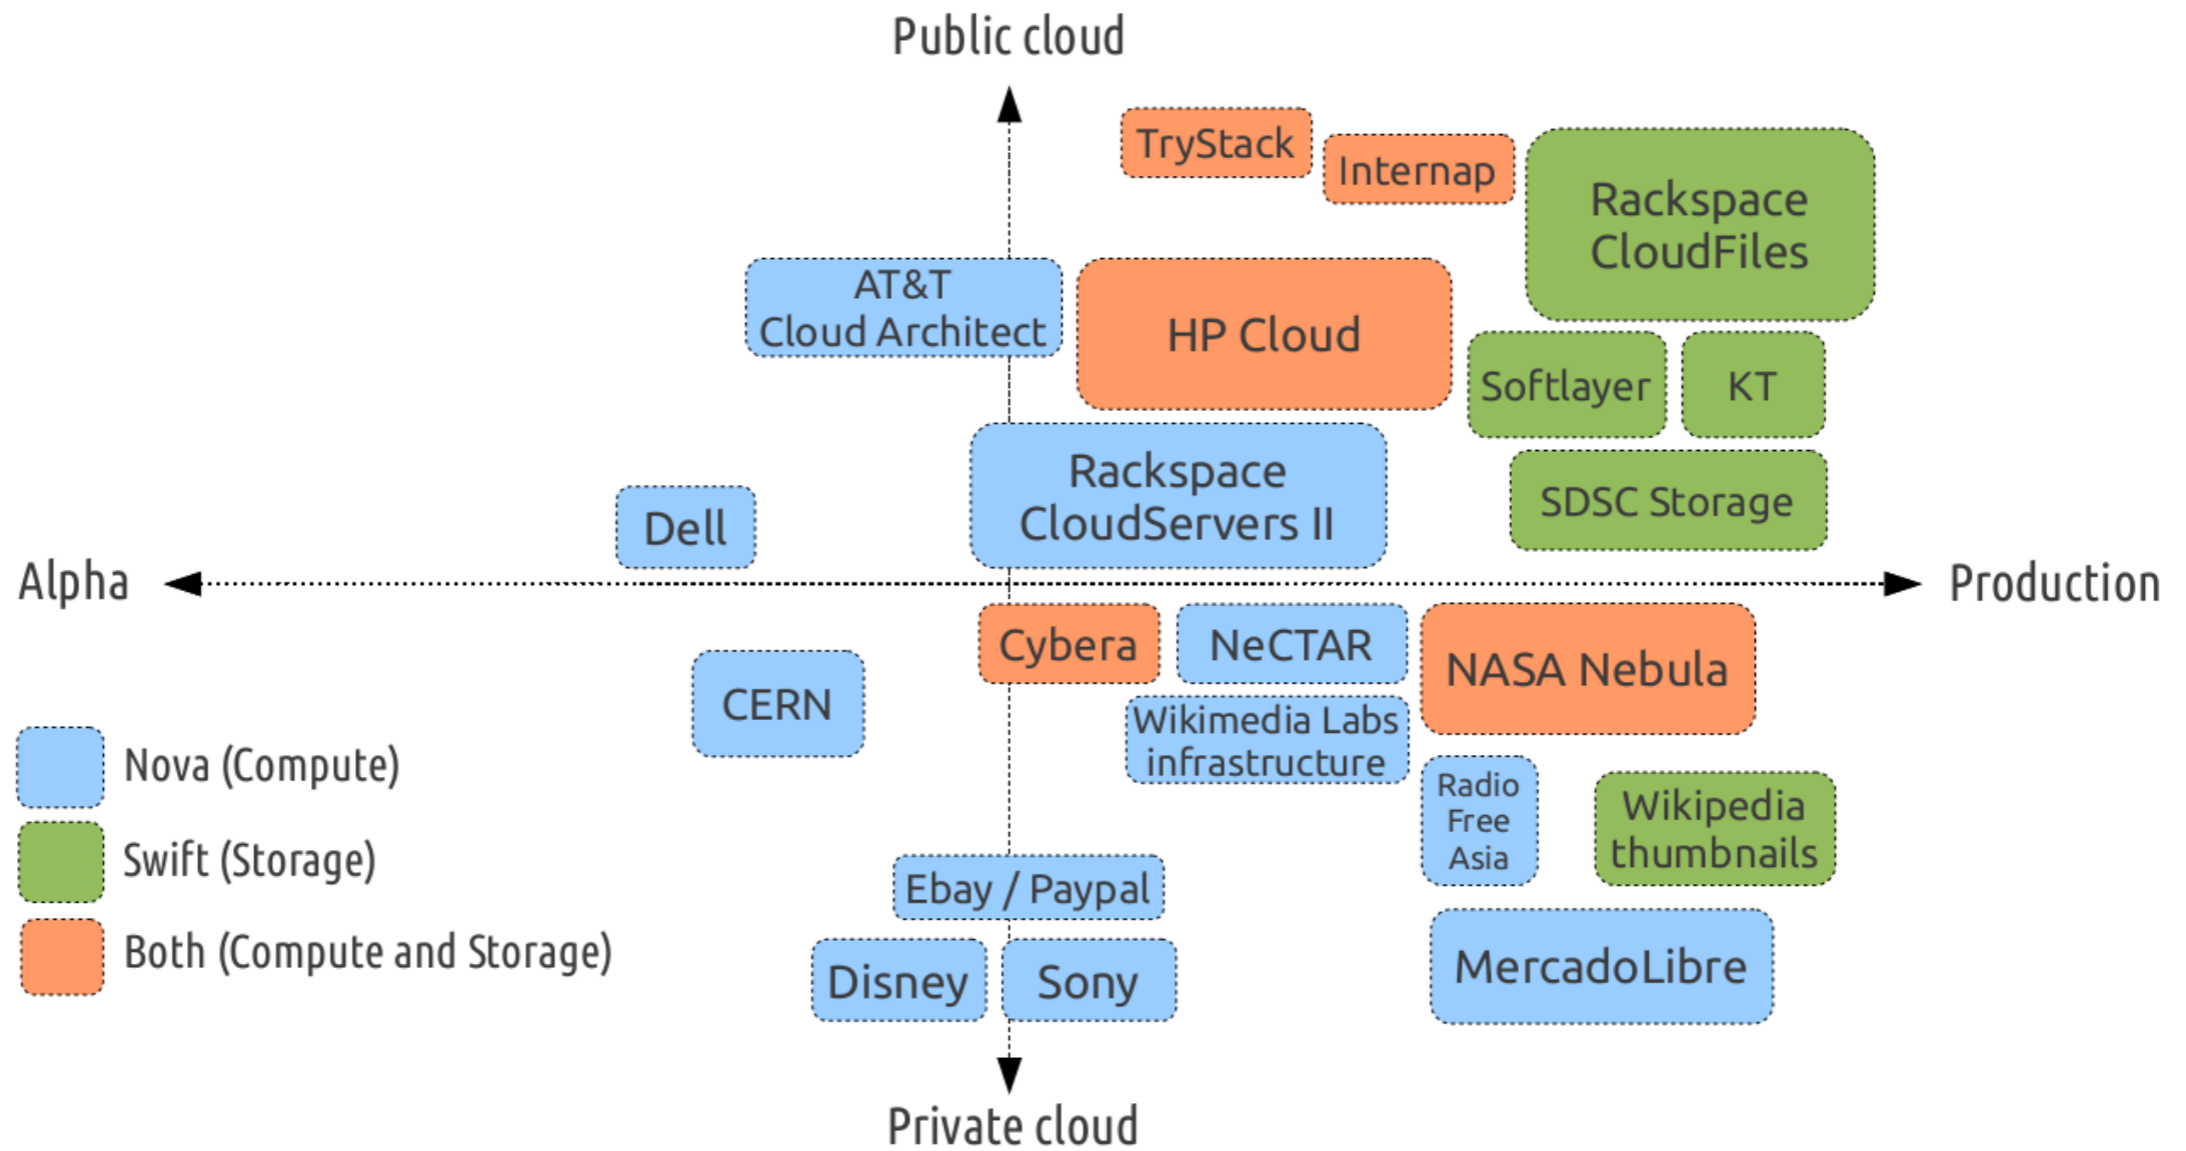 Public cloud
TryStack
Internap
Rackspace
CloudFiles
AT&T
Cloud Architect
HP Cloud
Softlayer
KT
Rackspace
CloudServers II
SDSC Storage
Dell
Alpha
Production
Cybera
NeCTAR
NASA Nebula
CERN
Wikimedia Labs
infrastructure
Nova (Compute)
Radio
Free
Asia
Wikipedia
thumbnails
Swift (Storage)
Ebay / Paypal
Both (Compute and Storage)
Disney
Sony
MercadoLibre
Private cloud